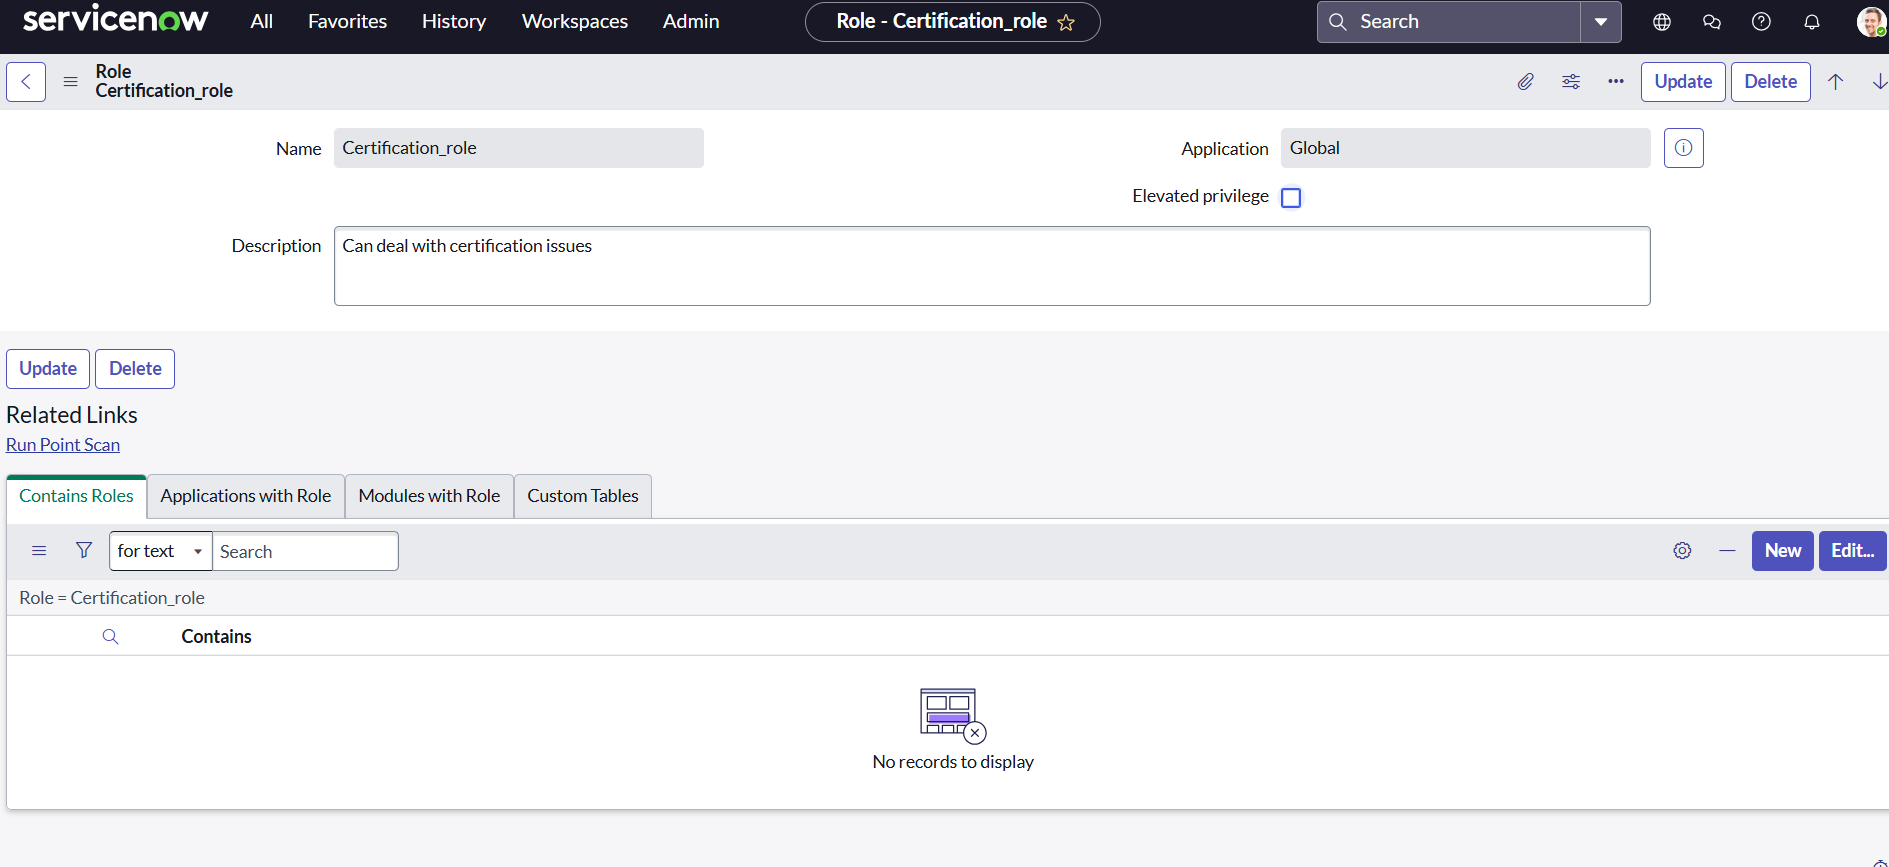 servicenow All Favorites History Workspaces Admin Role - Certification_role Search
Role
Certification_role
Update Delete
Name Certification_role Application Global
Elevated privilege
Description Can deal with certification issues
Update Delete
Related Links
Run Point Scan
Contains Roles Applications with Role Modules with Role Custom Tables
for text Search New Edit...
Role = Certification_role
Contains
No records to display